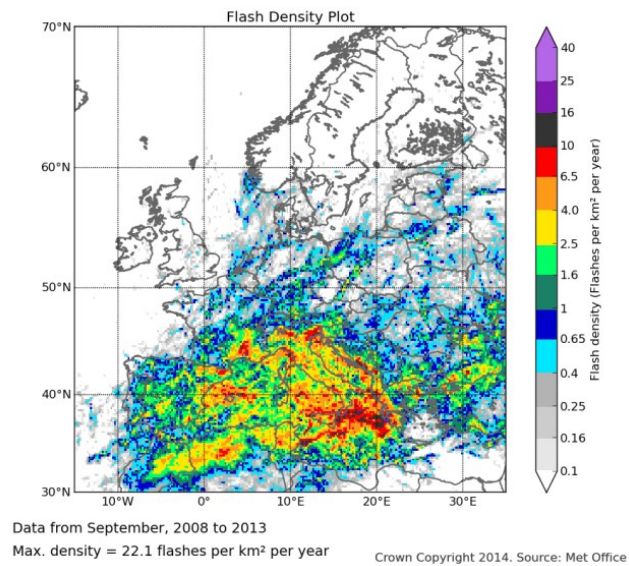 Flash Density Plot
70°N
60°N
50°N
40°N
30°N
10°W
0°
10°E
20°E
30°E
40
25
16
10
6.5
4.0
2.5
1.6
1
0.65
0.4
0.25
0.16
0.1
Flash density (Flashes per km² per year)
Data from September, 2008 to 2013
Max. density = 22.1 flashes per km² per year
Crown Copyright 2014. Source: Met Office